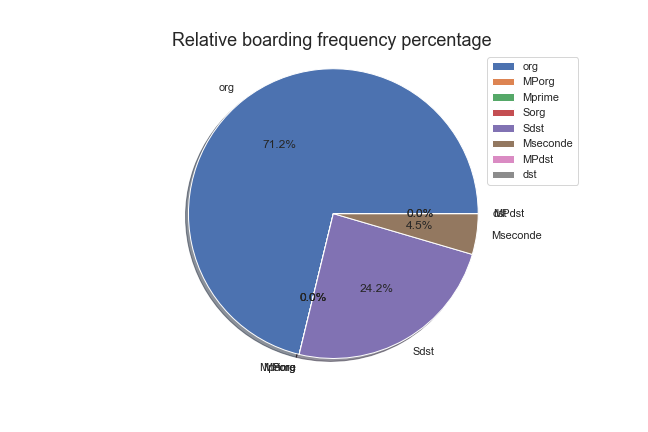 Relative boarding frequency percentage
org
MPorg
Mprime
Sorg
Sdst
Mseconde
MPdst
dst
org
71.2%
0.0%
MPdst
4.5%
Mseconde
24.2%
0.0%
Sdst